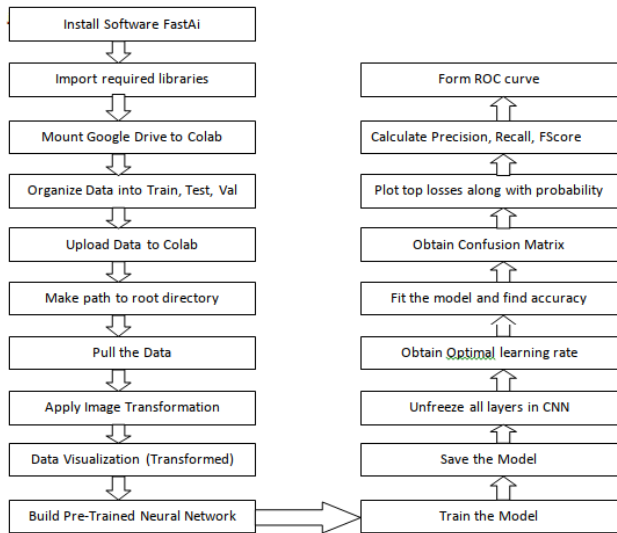 Install Software FastAi
Import required libraries
Mount Google Drive to Colab
Organize Data into Train, Test, Val
Upload Data to Colab
Make path to root directory
Pull the Data
Apply Image Transformation
Data Visualization (Transformed)
Build Pre-Trained Neural Network
Train the Model
Save the Model
Unfreeze all layers in CNN
Obtain Optimal learning rate
Fit the model and find accuracy
Obtain Confusion Matrix
Plot top losses along with probability
Calculate Precision, Recall, FScore
Form ROC curve